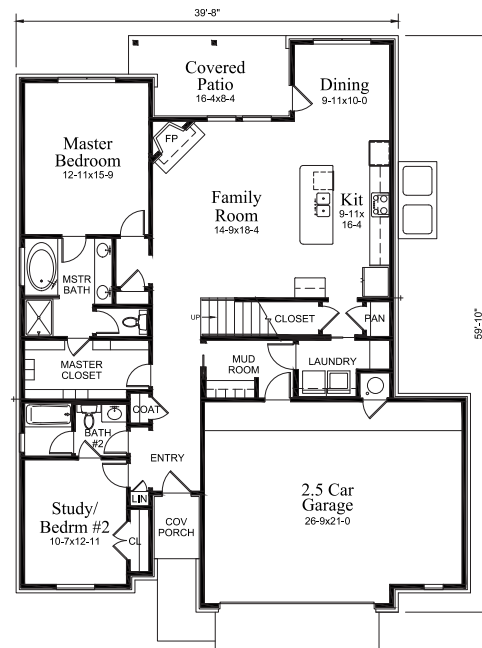 39'-8"
Covered
Patio
16-4x8-4
Dining
9-11x10-0
FP
Master
Bedroom
12-11x15-9
Family
Room
14-9x18-4
Kit
9-11x
16-4
MSTR
BATH
UP
CLOSET
PAN
59'-10"
MUD
ROOM
LAUNDRY
MASTER
CLOSET
COAT
BATH
#2
ENTRY
LIN
2.5 Car
Garage
26-9x21-0
Study/
Bedrm #2
10-7x12-11
CL
COV
PORCH